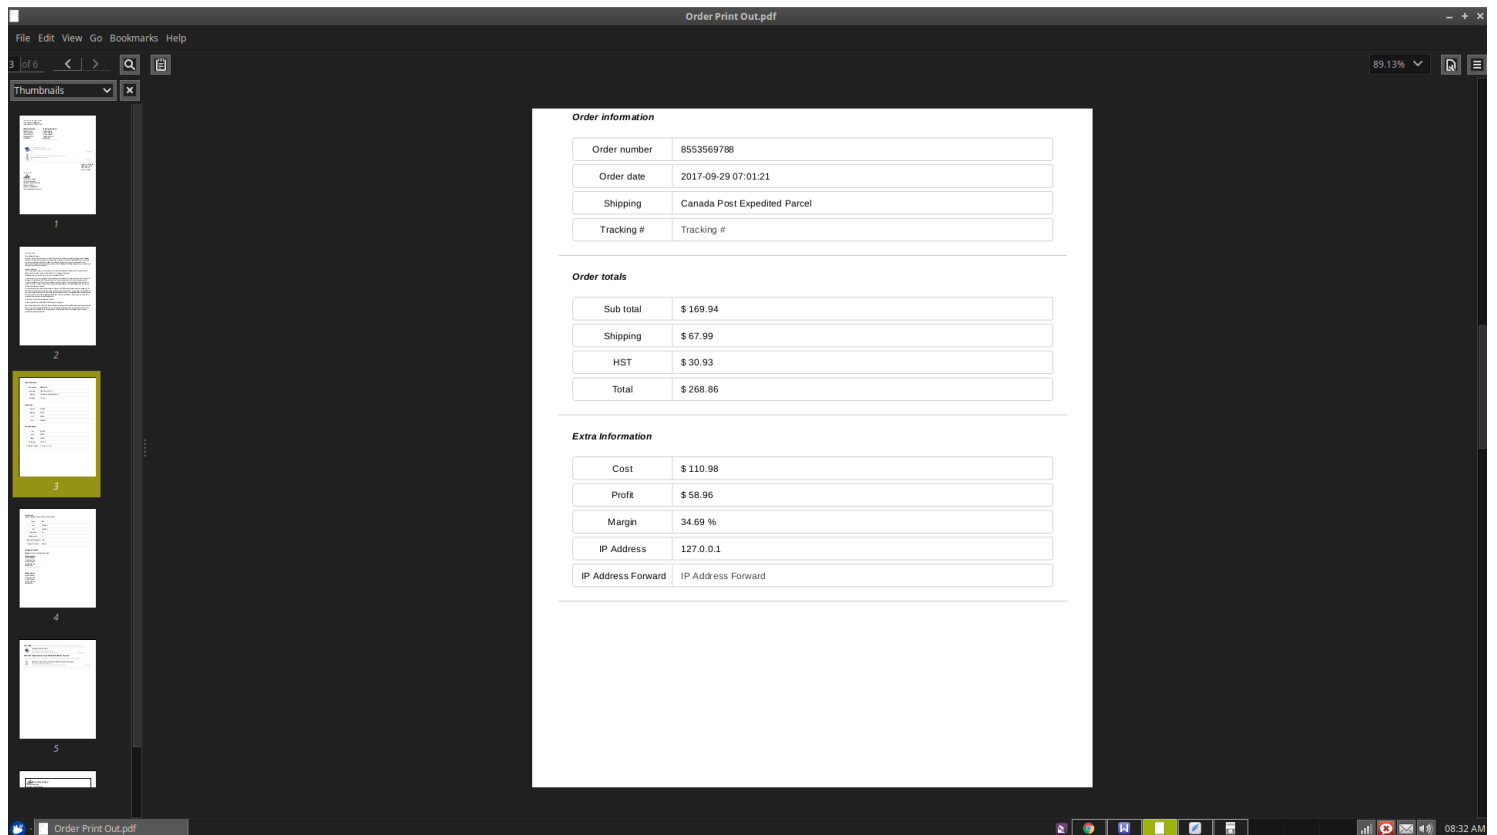 Order Print Out.pdf
File Edit View Go Bookmarks Help
3 of 6
89.13%
Thumbnails
1
2
3
4
5
Order information
Order number 8553569788
Order date 2017-09-29 07:01:21
Shipping Canada Post Expedited Parcel
Tracking # Tracking #
Order totals
Sub total $ 169.94
Shipping $ 67.99
HST $ 30.93
Total $ 268.86
Extra Information
Cost $ 110.98
Profit $ 58.96
Margin 34.69 %
IP Address 127.0.0.1
IP Address Forward IP Address Forward
Order Print Out.pdf
08:32 AM